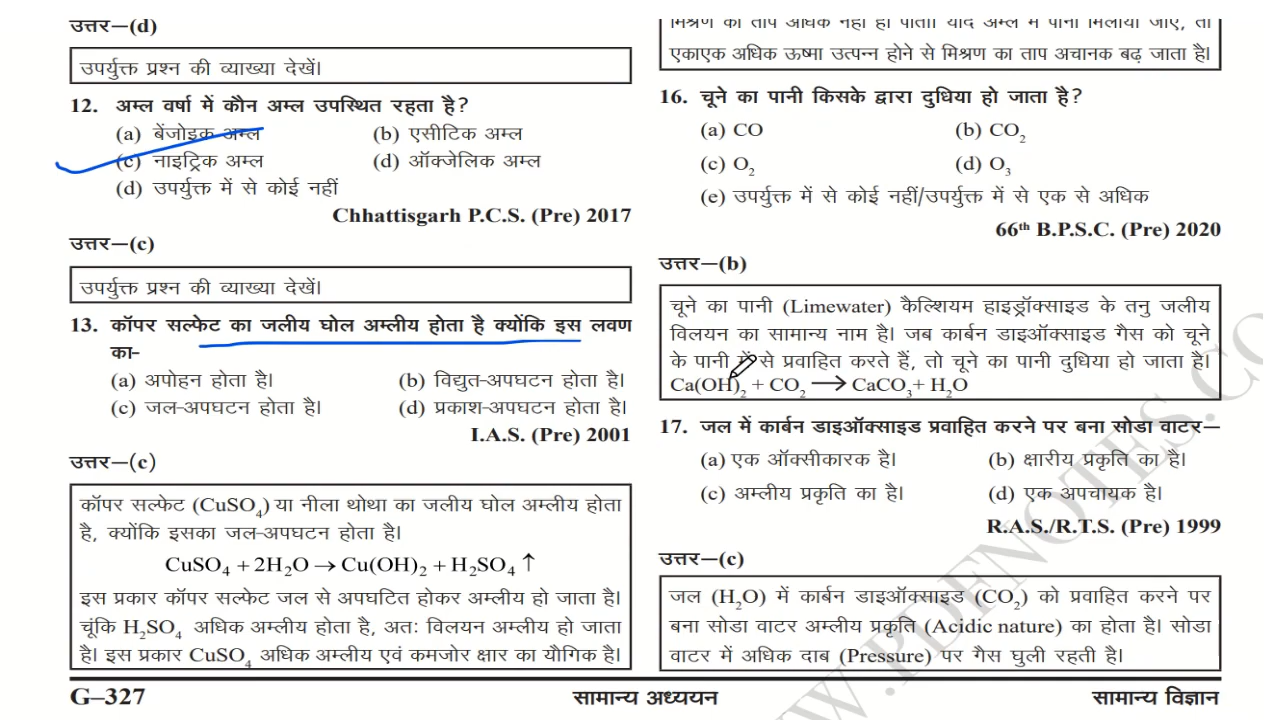 उत्तर—(d)
उपर्युक्त प्रश्न की व्याख्या देखें।
12. अम्ल वर्षा में कौन अम्ल उपस्थित रहता है?
(a) बेंजोइक अम्ल (b) एसीटिक अम्ल
(c) नाइट्रिक अम्ल (d) ऑक्जेलिक अम्ल
(d) उपर्युक्त में से कोई नहीं
Chhattisgarh P.C.S. (Pre) 2017
उत्तर—(c)
उपर्युक्त प्रश्न की व्याख्या देखें।
13. कॉपर सल्फेट का जलीय घोल अम्लीय होता है क्योंकि इस लवण
का-
(a) अपोहन होता है। (b) विद्युत-अपघटन होता है।
(c) जल-अपघटन होता है। (d) प्रकाश-अपघटन होता है।
I.A.S. (Pre) 2001
उत्तर—(c)
कॉपर सल्फेट (CuSO₄) या नीला थोथा का जलीय घोल अम्लीय होता
है, क्योंकि इसका जल-अपघटन होता है।
CuSO₄ + 2H₂O → Cu(OH)₂ + H₂SO₄ ↑
इस प्रकार कॉपर सल्फेट जल से अपघटित होकर अम्लीय हो जाता है।
चूंकि H₂SO₄ अधिक अम्लीय होता है, अतः विलयन अम्लीय हो जाता
है। इस प्रकार CuSO₄ अधिक अम्लीय एवं कमजोर क्षार का यौगिक है।
मिश्रण का ताप अधिक नहीं हो पाता। यदि अम्ल में पानी मिलाया जाए, तो
एकाएक अधिक ऊष्मा उत्पन्न होने से मिश्रण का ताप अचानक बढ़ जाता है।
16. चूने का पानी किसके द्वारा दुधिया हो जाता है?
(a) CO (b) CO₂
(c) O₂ (d) O₃
(e) उपर्युक्त में से कोई नहीं/उपर्युक्त में से एक से अधिक
66ᵗʰ B.P.S.C. (Pre) 2020
उत्तर—(b)
चूने का पानी (Limewater) कैल्शियम हाइड्रॉक्साइड के तनु जलीय
विलयन का सामान्य नाम है। जब कार्बन डाइऑक्साइड गैस को चूने
के पानी में से प्रवाहित करते हैं, तो चूने का पानी दुधिया हो जाता है।
Ca(OH)₂ + CO₂ ⟶ CaCO₃+ H₂O
17. जल में कार्बन डाइऑक्साइड प्रवाहित करने पर बना सोडा वाटर—
(a) एक ऑक्सीकारक है। (b) क्षारीय प्रकृति का है।
(c) अम्लीय प्रकृति का है। (d) एक अपचायक है।
R.A.S./R.T.S. (Pre) 1999
उत्तर—(c)
जल (H₂O) में कार्बन डाइऑक्साइड (CO₂) को प्रवाहित करने पर
बना सोडा वाटर अम्लीय प्रकृति (Acidic nature) का होता है। सोडा
वाटर में अधिक दाब (Pressure) पर गैस घुली रहती है।
G–327 सामान्य अध्ययन सामान्य विज्ञान